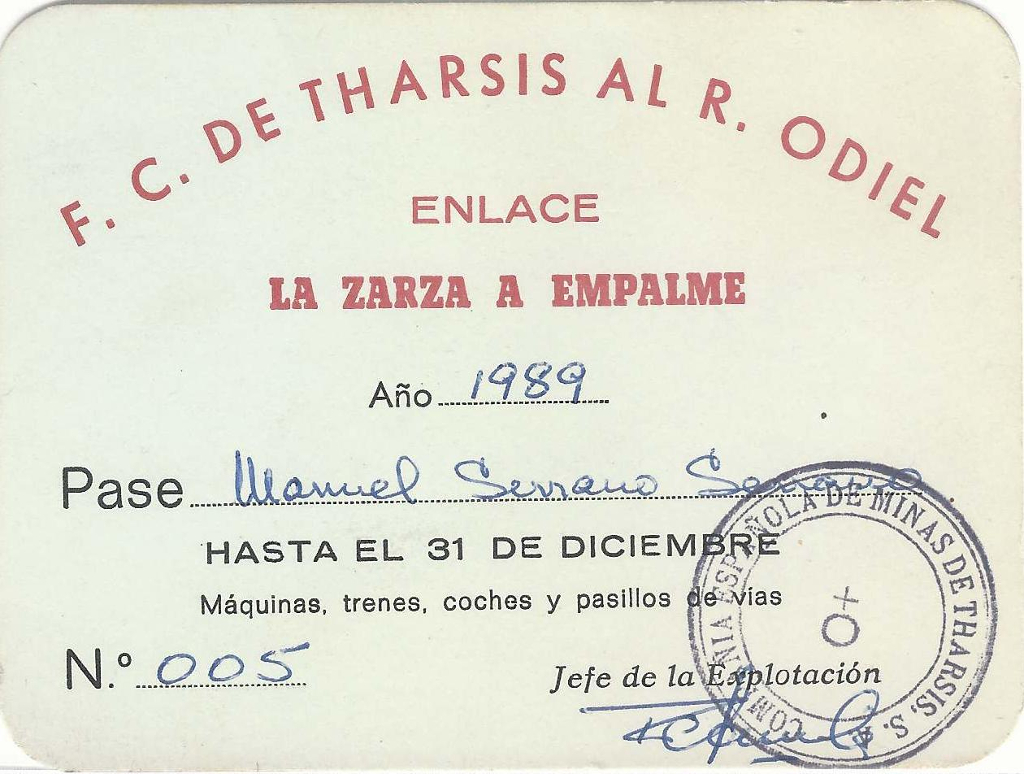 F. C. DE THARSIS AL R. ODIEL
ENLACE
LA ZARZA A EMPALME
Año 1989
Pase Manuel Serrano Serrano
HASTA EL 31 DE DICIEMBRE
Máquinas, trenes, coches y pasillos de vías
N.º 005
Jefe de la Explotación
COMPAÑIA ESPAÑOLA DE MINAS DE THARSIS, S. A.